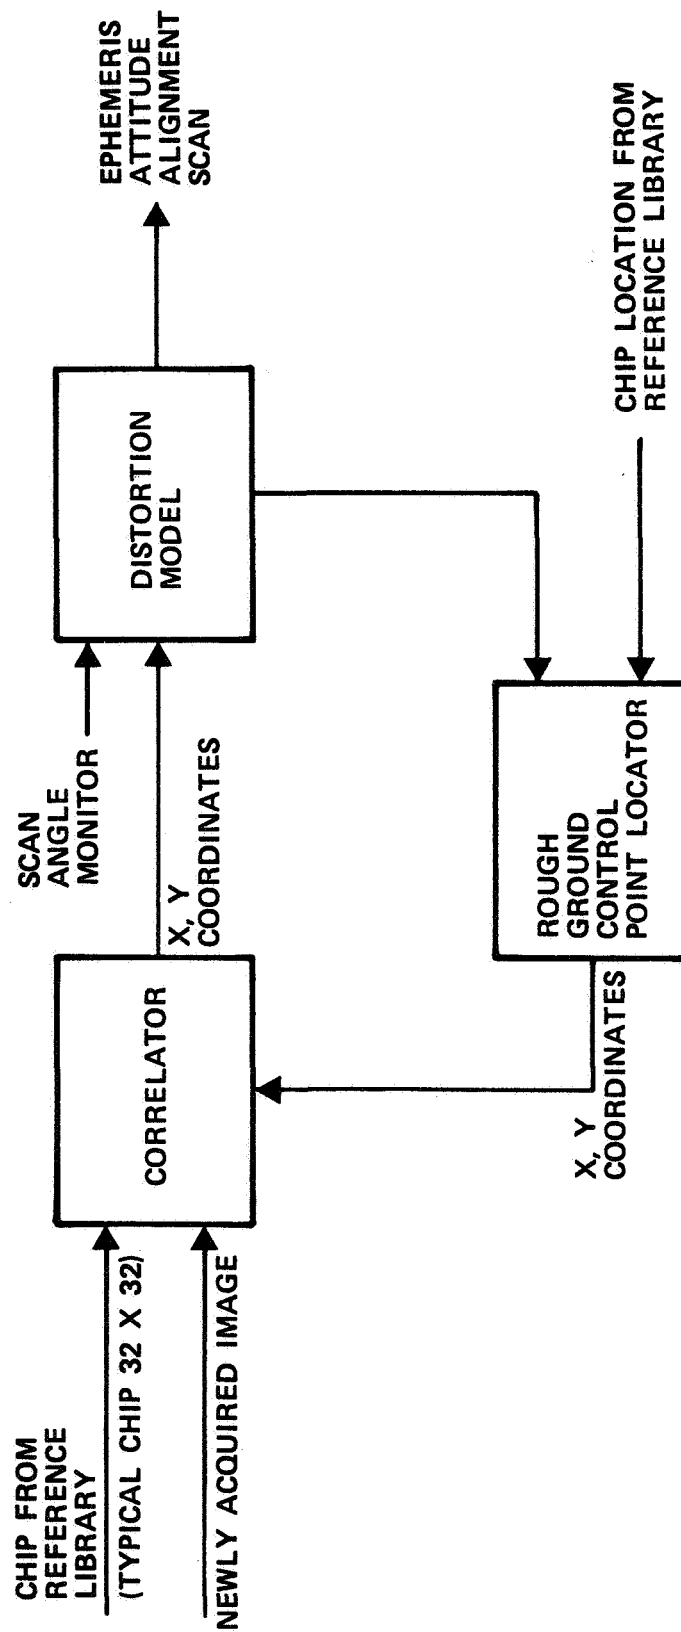 CHIP FROM
REFERENCE
LIBRARY
(TYPICAL CHIP 32 X 32)
NEWLY ACQUIRED IMAGE
CORRELATOR
X, Y
COORDINATES
SCAN
ANGLE
MONITOR
DISTORTION
MODEL
EPHEMERIS
ATTITUDE
ALIGNMENT
SCAN
X, Y
COORDINATES
ROUGH
GROUND
CONTROL
POINT LOCATOR
CHIP LOCATION FROM
REFERENCE LIBRARY